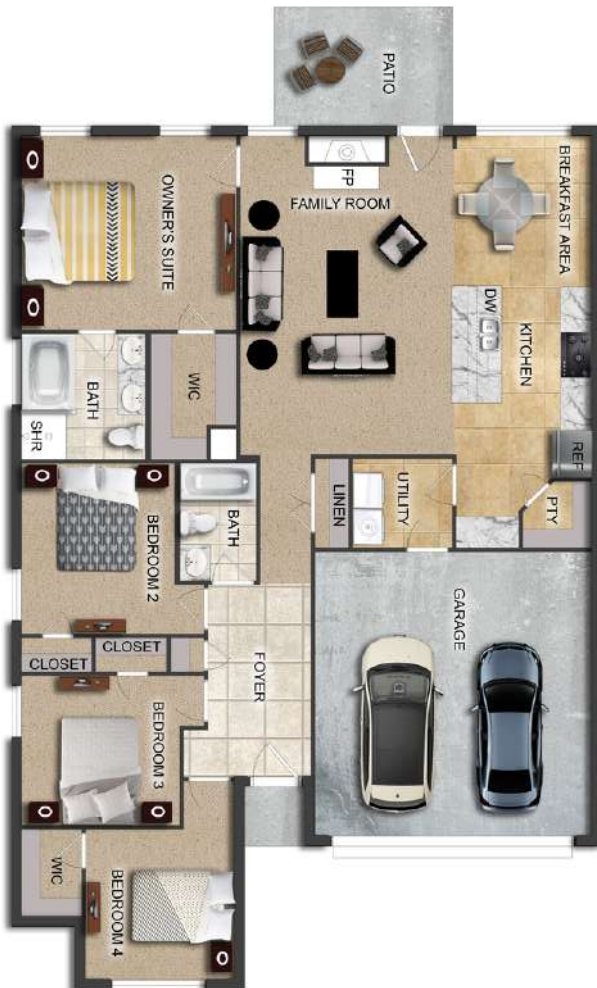 PATIO
FP
FAMILY ROOM
BREAKFAST AREA
OWNER'S SUITE
DW
KITCHEN
WIC
BATH
SHR
REF
PTY
UTILITY
LINEN
BATH
BEDROOM 2
CLOSET
CLOSET
FOYER
GARAGE
BEDROOM 3
WIC
BEDROOM 4